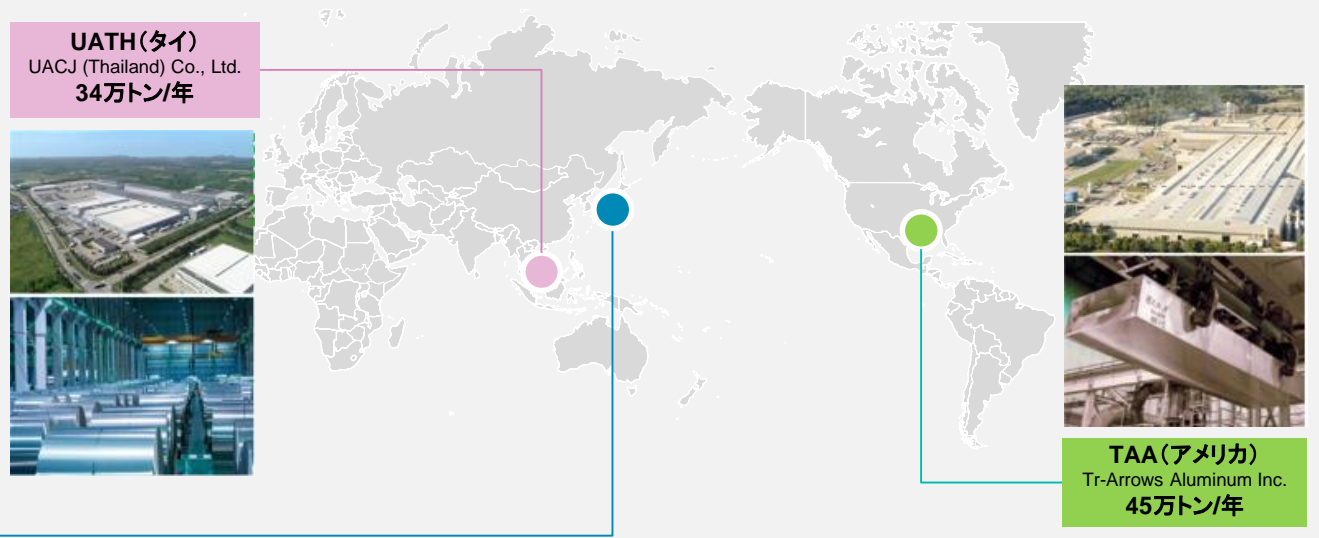 UATH(タイ)
UACJ (Thailand) Co., Ltd.
34万トン/年
TAA(アメリカ)
Tr-Arrows Aluminum Inc.
45万トン/年